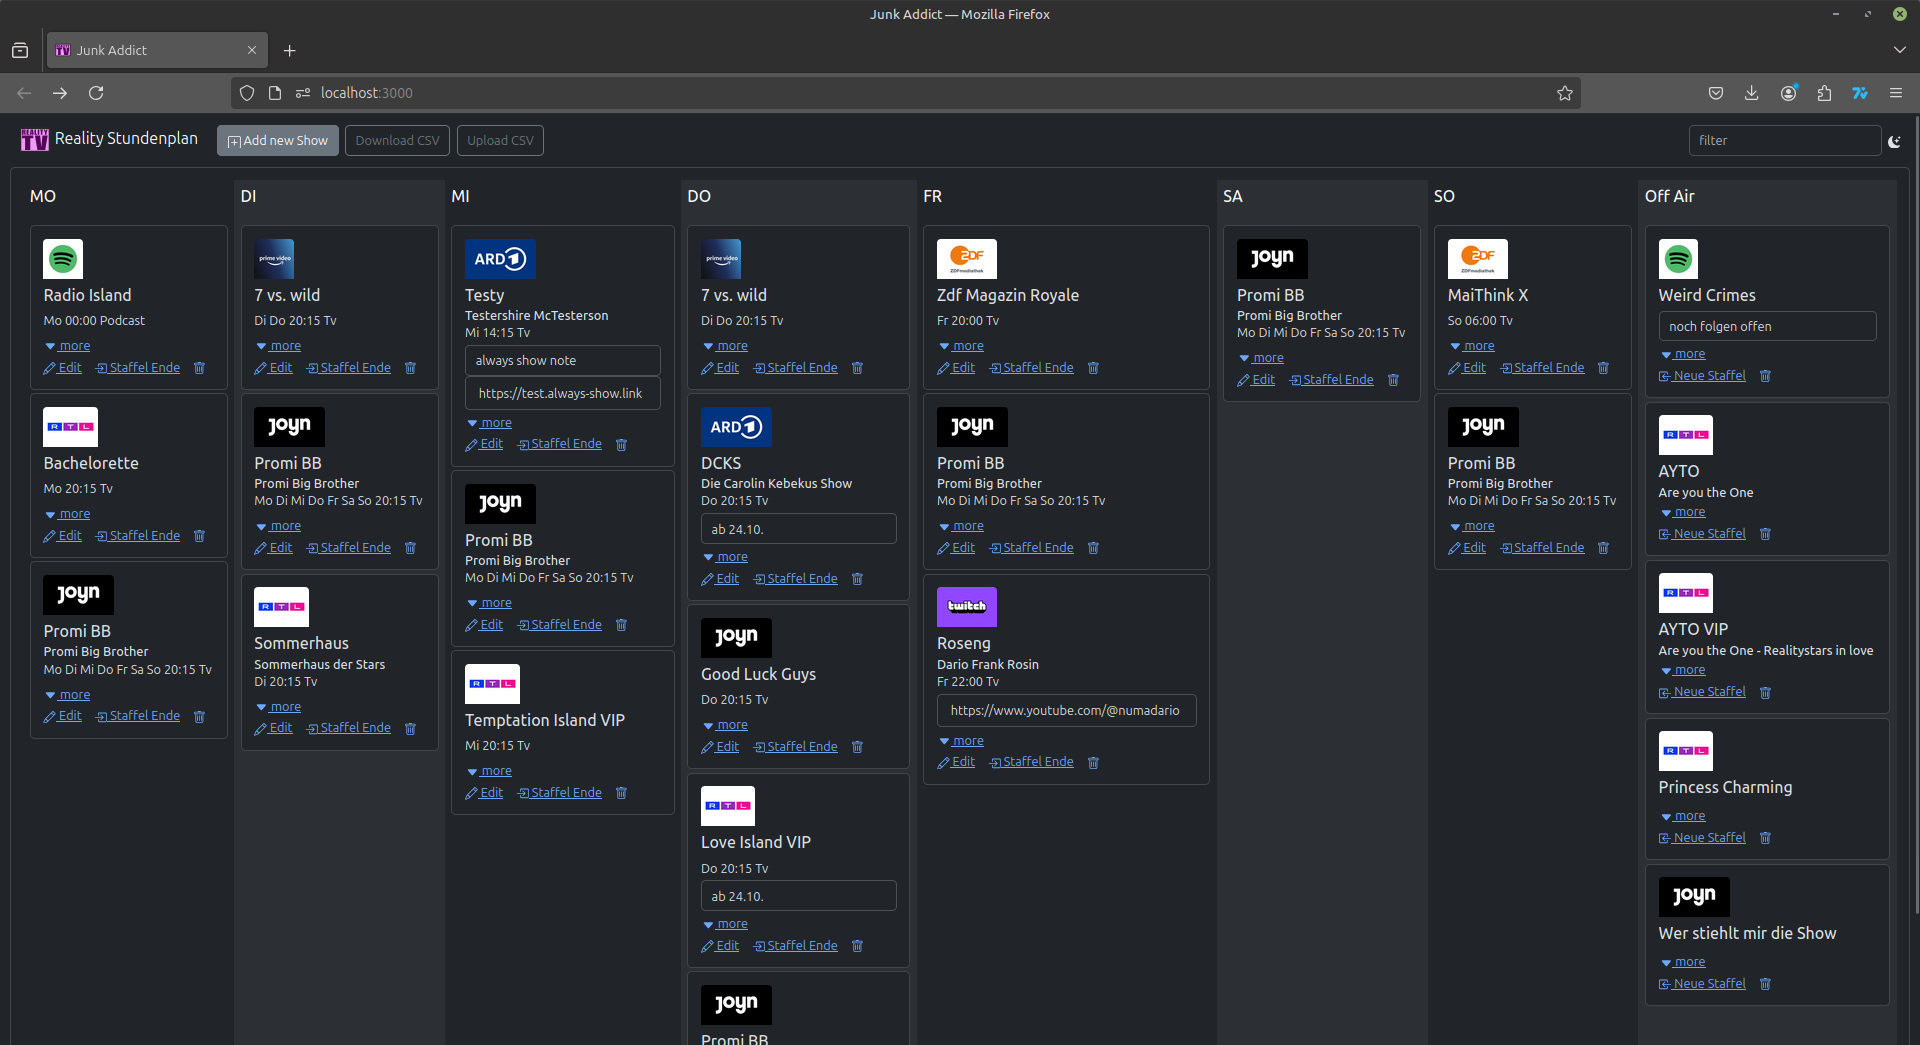 Junk Addict — Mozilla Firefox
Junk Addict
localhost:3000
REALITY TV
Reality Stundenplan
Add new Show
Download CSV
Upload CSV
filter
MO
Radio Island
Mo 00:00 Podcast
more
Edit
Staffel Ende
RTL
Bachelorette
Mo 20:15 Tv
more
Edit
Staffel Ende
joyn
Promi BB
Promi Big Brother
Mo Di Mi Do Fr Sa So 20:15 Tv
more
Edit
Staffel Ende
DI
prime video
7 vs. wild
Di Do 20:15 Tv
more
Edit
Staffel Ende
joyn
Promi BB
Promi Big Brother
Mo Di Mi Do Fr Sa So 20:15 Tv
more
Edit
Staffel Ende
RTL
Sommerhaus
Sommerhaus der Stars
Di 20:15 Tv
more
Edit
Staffel Ende
MI
ARD 1
Testy
Testershire McTesterson
Mi 14:15 Tv
always show note
https://test.always-show.link
more
Edit
Staffel Ende
joyn
Promi BB
Promi Big Brother
Mo Di Mi Do Fr Sa So 20:15 Tv
more
Edit
Staffel Ende
RTL
Temptation Island VIP
Mi 20:15 Tv
more
Edit
Staffel Ende
DO
prime video
7 vs. wild
Di Do 20:15 Tv
more
Edit
Staffel Ende
ARD 1
DCKS
Die Carolin Kebekus Show
Do 20:15 Tv
ab 24.10.
more
Edit
Staffel Ende
joyn
Good Luck Guys
Do 20:15 Tv
more
Edit
Staffel Ende
RTL
Love Island VIP
Do 20:15 Tv
ab 24.10.
more
Edit
Staffel Ende
joyn
Promi BB
FR
ZDF
ZDFmediathek
Zdf Magazin Royale
Fr 20:00 Tv
more
Edit
Staffel Ende
joyn
Promi BB
Promi Big Brother
Mo Di Mi Do Fr Sa So 20:15 Tv
more
Edit
Staffel Ende
twitch
Roseng
Dario Frank Rosin
Fr 22:00 Tv
https://www.youtube.com/@numadario
more
Edit
Staffel Ende
SA
joyn
Promi BB
Promi Big Brother
Mo Di Mi Do Fr Sa So 20:15 Tv
more
Edit
Staffel Ende
SO
ZDF
ZDFmediathek
MaiThink X
So 06:00 Tv
more
Edit
Staffel Ende
joyn
Promi BB
Promi Big Brother
Mo Di Mi Do Fr Sa So 20:15 Tv
more
Edit
Staffel Ende
Off Air
Weird Crimes
noch folgen offen
more
Neue Staffel
RTL
AYTO
Are you the One
more
Neue Staffel
RTL
AYTO VIP
Are you the One - Realitystars in love
more
Neue Staffel
RTL
Princess Charming
more
Neue Staffel
joyn
Wer stiehlt mir die Show
more
Neue Staffel